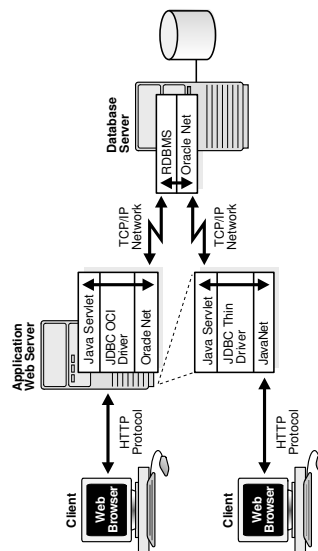 Client
Web
Browser
HTTP
Protocol
Application
Web Server
Java Servlet
JDBC OCI
Driver
Oracle Net
TCP/IP
Network
Database
Server
RDBMS
Oracle Net
Client
Web
Browser
HTTP
Protocol
Java Servlet
JDBC Thin
Driver
JavaNet
TCP/IP
Network